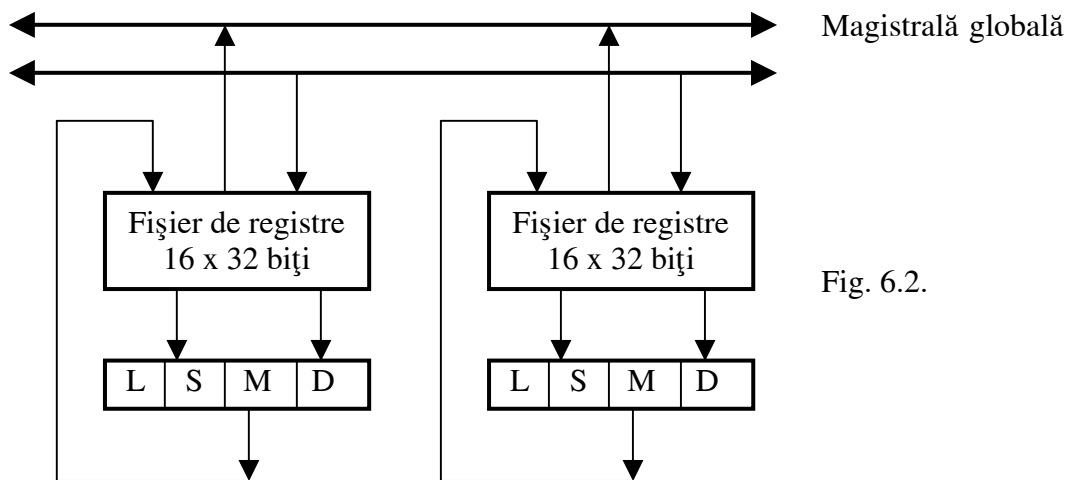 Magistrală globală
Fişier de registre
16 x 32 biţi
Fişier de registre
16 x 32 biţi
Fig. 6.2.
L S M D
L S M D